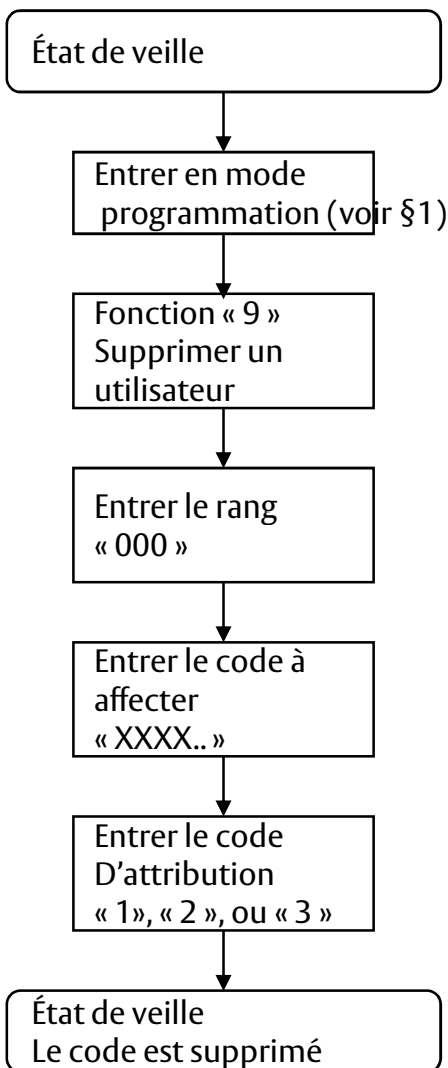 État de veille
Entrer en mode
programmation (voir §1)
Fonction « 9 »
Supprimer un
utilisateur
Entrer le rang
« 000 »
Entrer le code à
affecter
« XXXX.. »
Entrer le code
D’attribution
« 1», « 2 », ou « 3 »
État de veille
Le code est supprimé